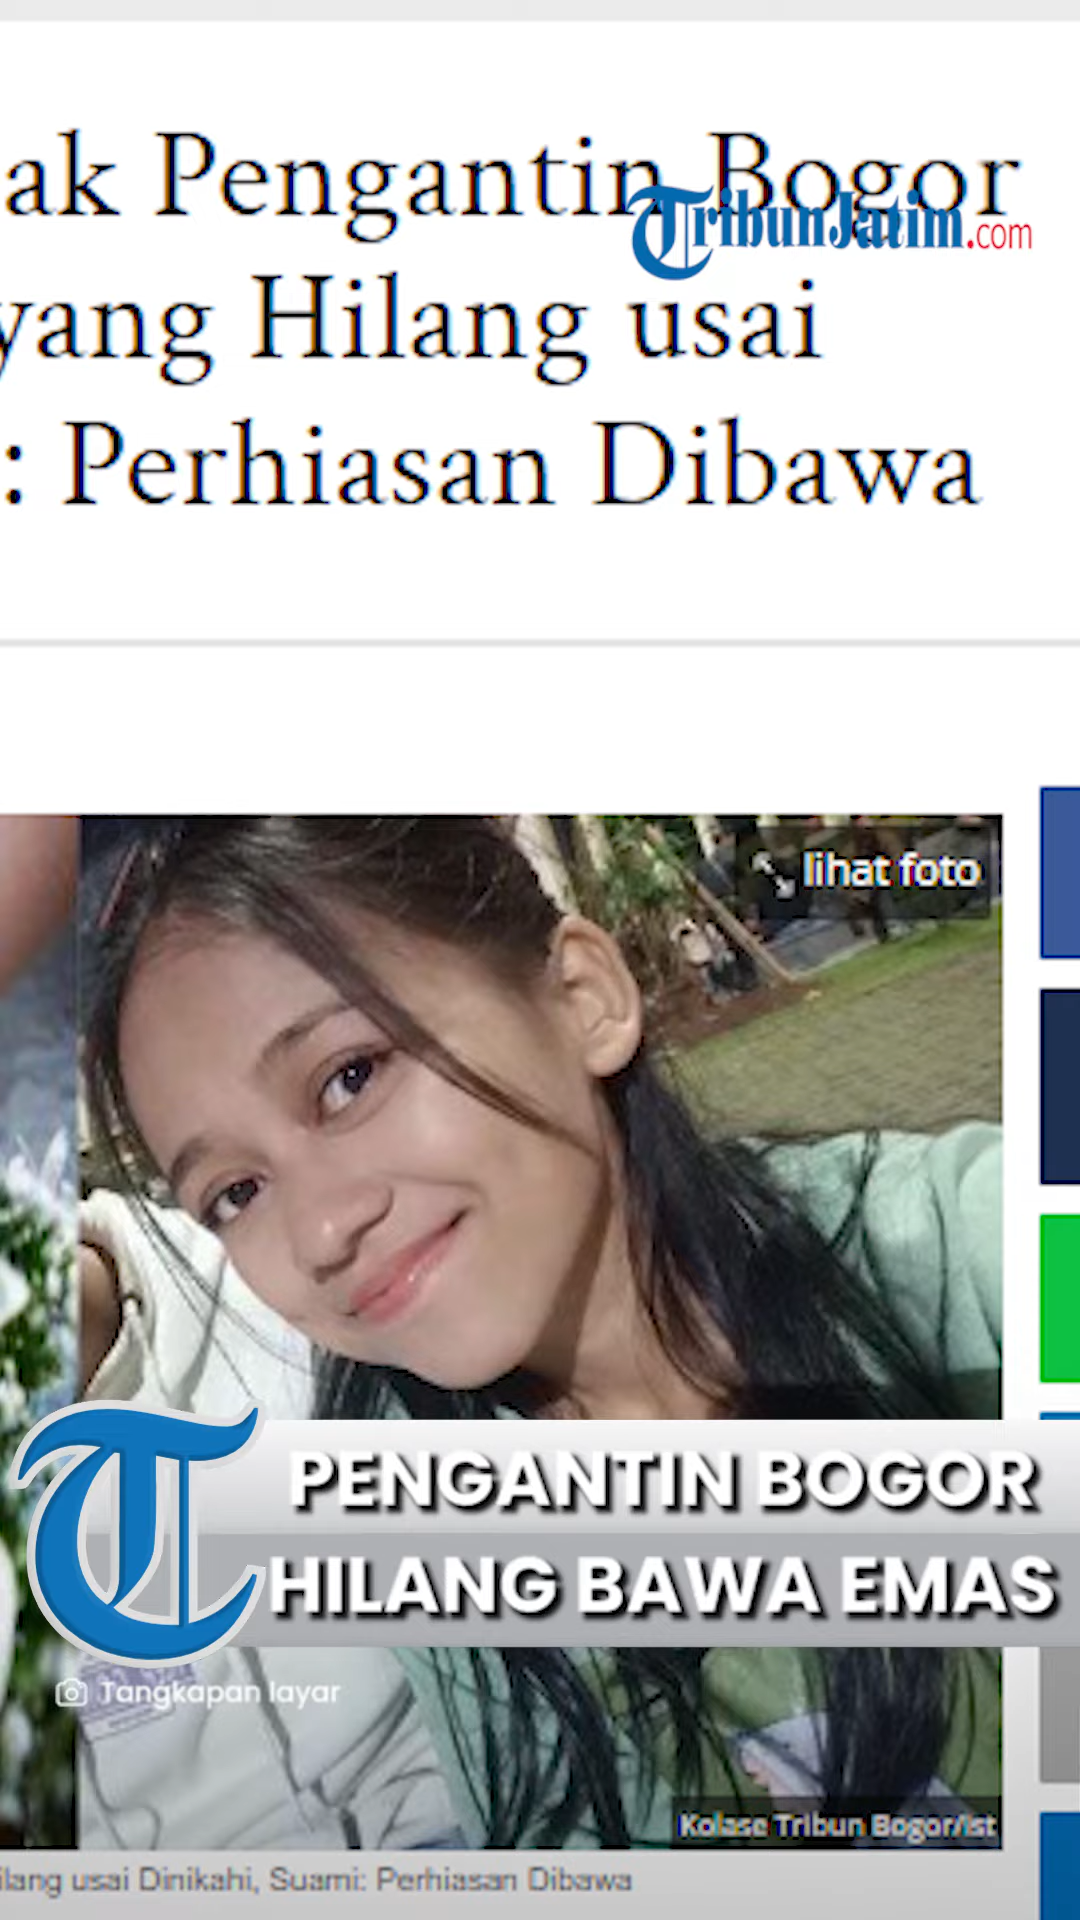 ak Pengantin Bogor
TribunJatim.com
yang Hilang usai
: Perhiasan Dibawa
lihat foto
PENGANTIN BOGOR
HILANG BAWA EMAS
Tangkapan layar
Kolase Tribun Bogor/ist
ilang usai Dinikahi, Suami: Perhiasan Dibawa